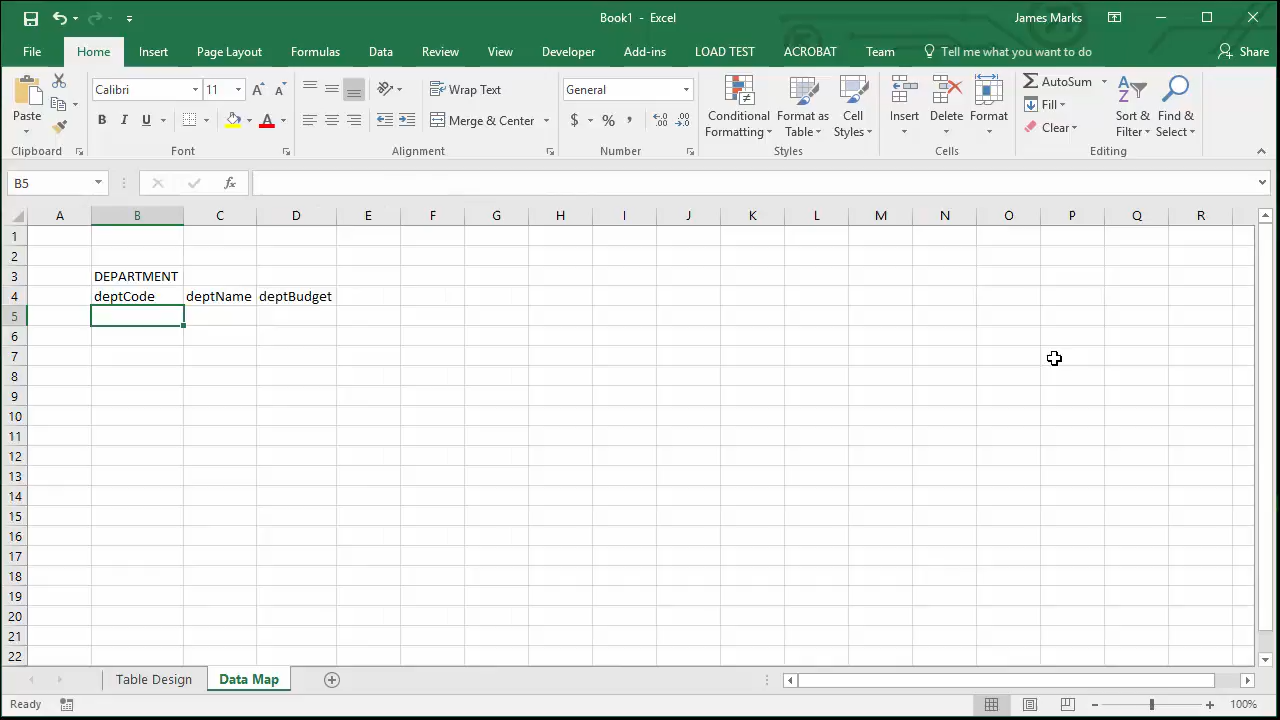 Book1 - Excel
James Marks
File Home Insert Page Layout Formulas Data Review View Developer Add-ins LOAD TEST ACROBAT Team Tell me what you want to do Share
Paste
Clipboard
Calibri 11
B I U
Font
Wrap Text
Merge & Center
Alignment
General
$ % ,
Number
Conditional Formatting
Format as Table
Cell Styles
Styles
Insert Delete Format
Cells
AutoSum
Fill
Clear
Sort & Filter
Find & Select
Editing
B5 fx
A B C D E F G H I J K L M N O P Q R
1
2
3 DEPARTMENT
4 deptCode deptName deptBudget
5
6
7
8
9
10
11
12
13
14
15
16
17
18
19
20
21
22
Table Design Data Map
Ready 100%